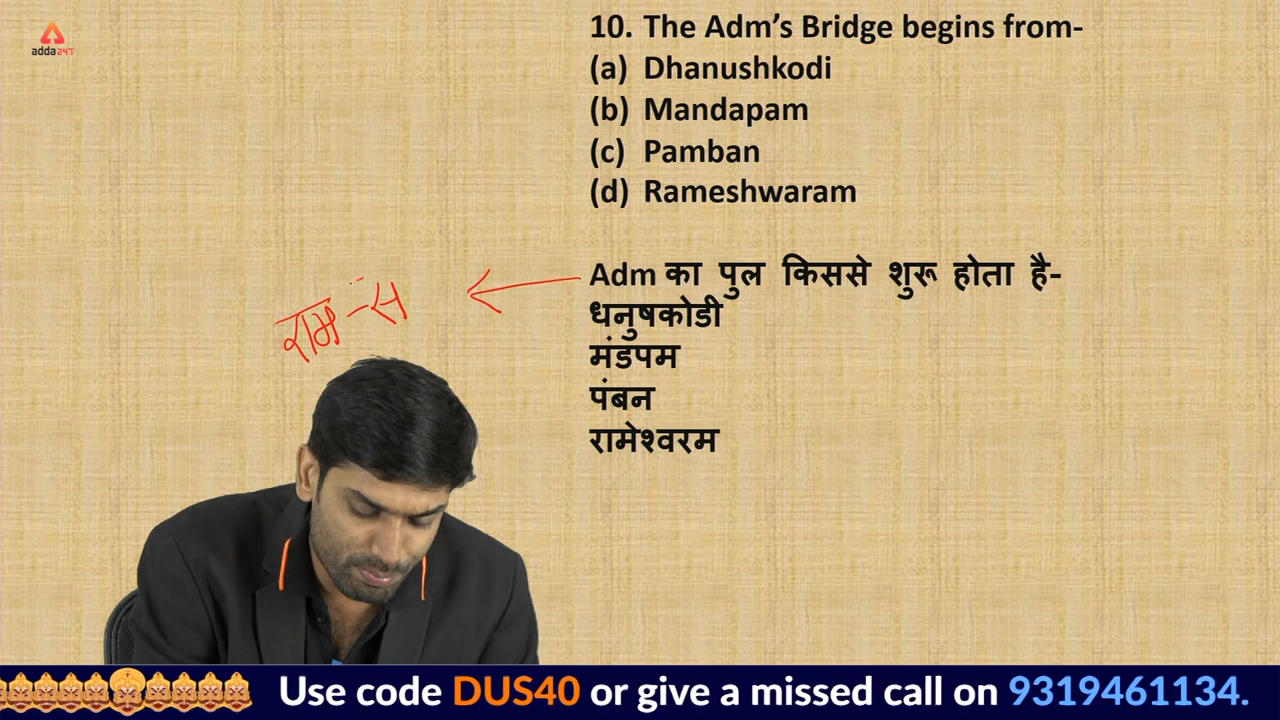 adda247
10. The Adm’s Bridge begins from-
(a) Dhanushkodi
(b) Mandapam
(c) Pamban
(d) Rameshwaram
Adm का पुल किससे शुरू होता है-
धनुषकोडी
मंडपम
पंबन
रामेश्वरम
राम - स
Use code DUS40 or give a missed call on 9319461134.